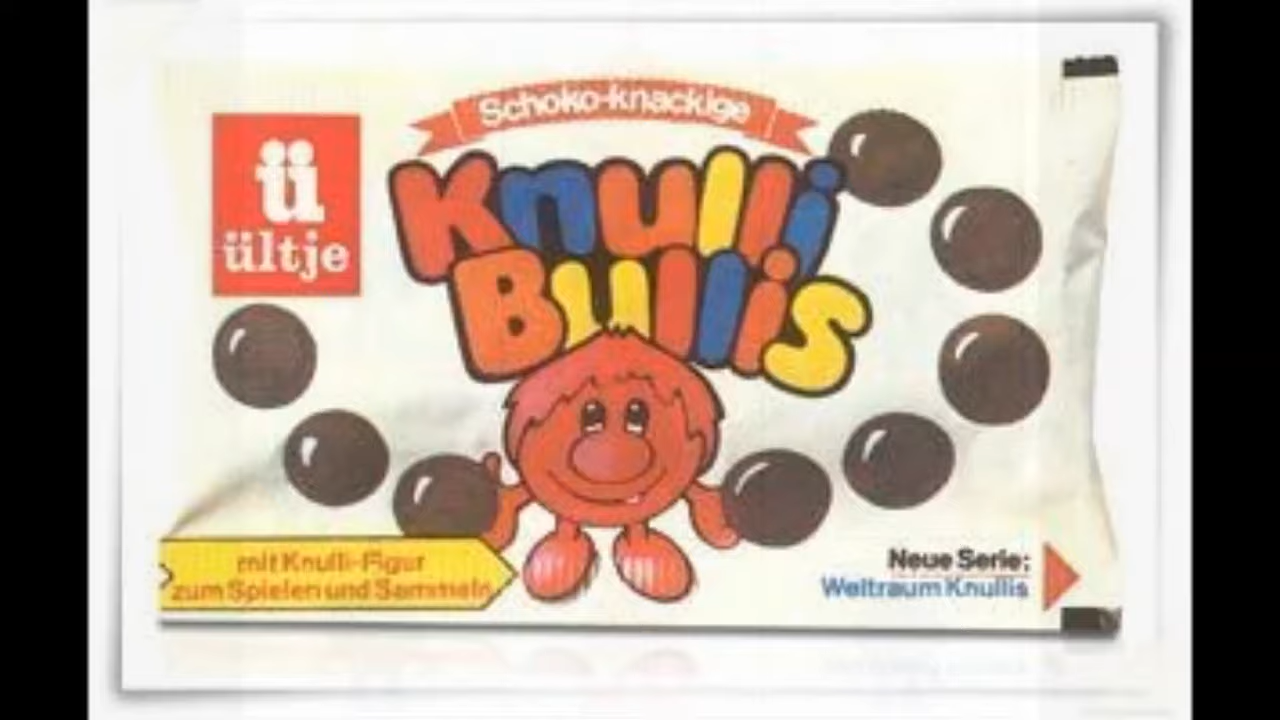 Schoko-knackige
ü
ültje
Knulli
Bullis
mit Knulli-Figur
zum Spielen und Sammeln
Neue Serie:
Weltraum Knullis